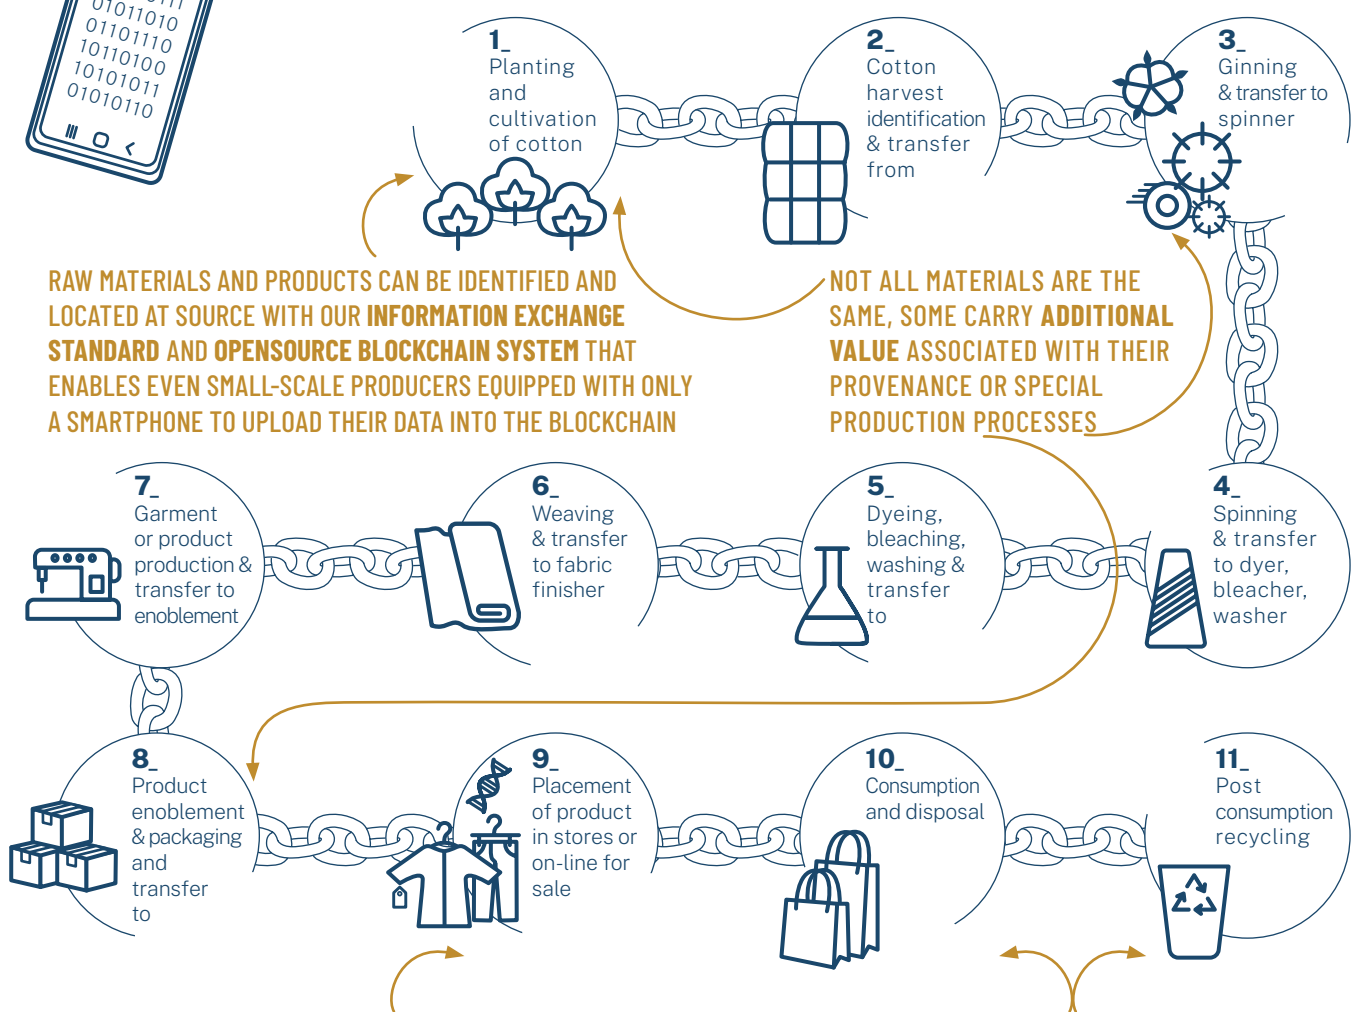 111
01011010
01101110
10110100
10101011
01010110
1_
Planting
and
cultivation
of cotton
2_
Cotton
harvest
identification
& transfer
from
3_
Ginning
& transfer to
spinner
RAW MATERIALS AND PRODUCTS CAN BE IDENTIFIED AND
LOCATED AT SOURCE WITH OUR INFORMATION EXCHANGE
STANDARD AND OPENSOURCE BLOCKCHAIN SYSTEM THAT
ENABLES EVEN SMALL-SCALE PRODUCERS EQUIPPED WITH ONLY
A SMARTPHONE TO UPLOAD THEIR DATA INTO THE BLOCKCHAIN
NOT ALL MATERIALS ARE THE
SAME, SOME CARRY ADDITIONAL
VALUE ASSOCIATED WITH THEIR
PROVENANCE OR SPECIAL
PRODUCTION PROCESSES
7_
Garment
or product
production &
transfer to
enoblement
6_
Weaving
& transfer
to fabric
finisher
5_
Dyeing,
bleaching,
washing &
transfer
to
4_
Spinning
& transfer
to dyer,
bleacher,
washer
8_
Product
enoblement
& packaging
and
transfer
to
9_
Placement
of product
in stores or
on-line for
sale
10_
Consumption
and disposal
11_
Post
consumption
recycling